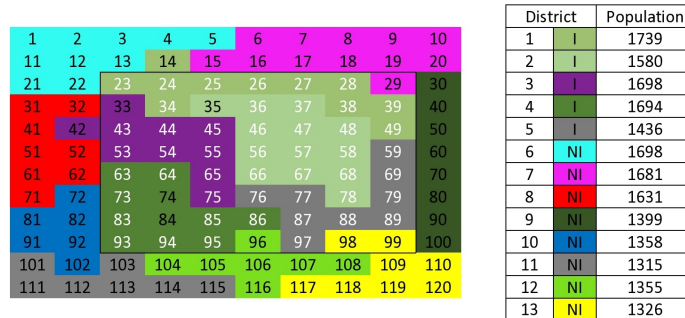 1 2 3 4 5 6 7 8 9 10
11 12 13 14 15 16 17 18 19 20
21 22 23 24 25 26 27 28 29 30
31 32 33 34 35 36 37 38 39 40
41 42 43 44 45 46 47 48 49 50
51 52 53 54 55 56 57 58 59 60
61 62 63 64 65 66 67 68 69 70
71 72 73 74 75 76 77 78 79 80
81 82 83 84 85 86 87 88 89 90
91 92 93 94 95 96 97 98 99 100
101 102 103 104 105 106 107 108 109 110
111 112 113 114 115 116 117 118 119 120
District Population
1 I 1739
2 I 1580
3 I 1698
4 I 1694
5 I 1436
6 NI 1698
7 NI 1681
8 NI 1631
9 NI 1399
10 NI 1358
11 NI 1315
12 NI 1355
13 NI 1326